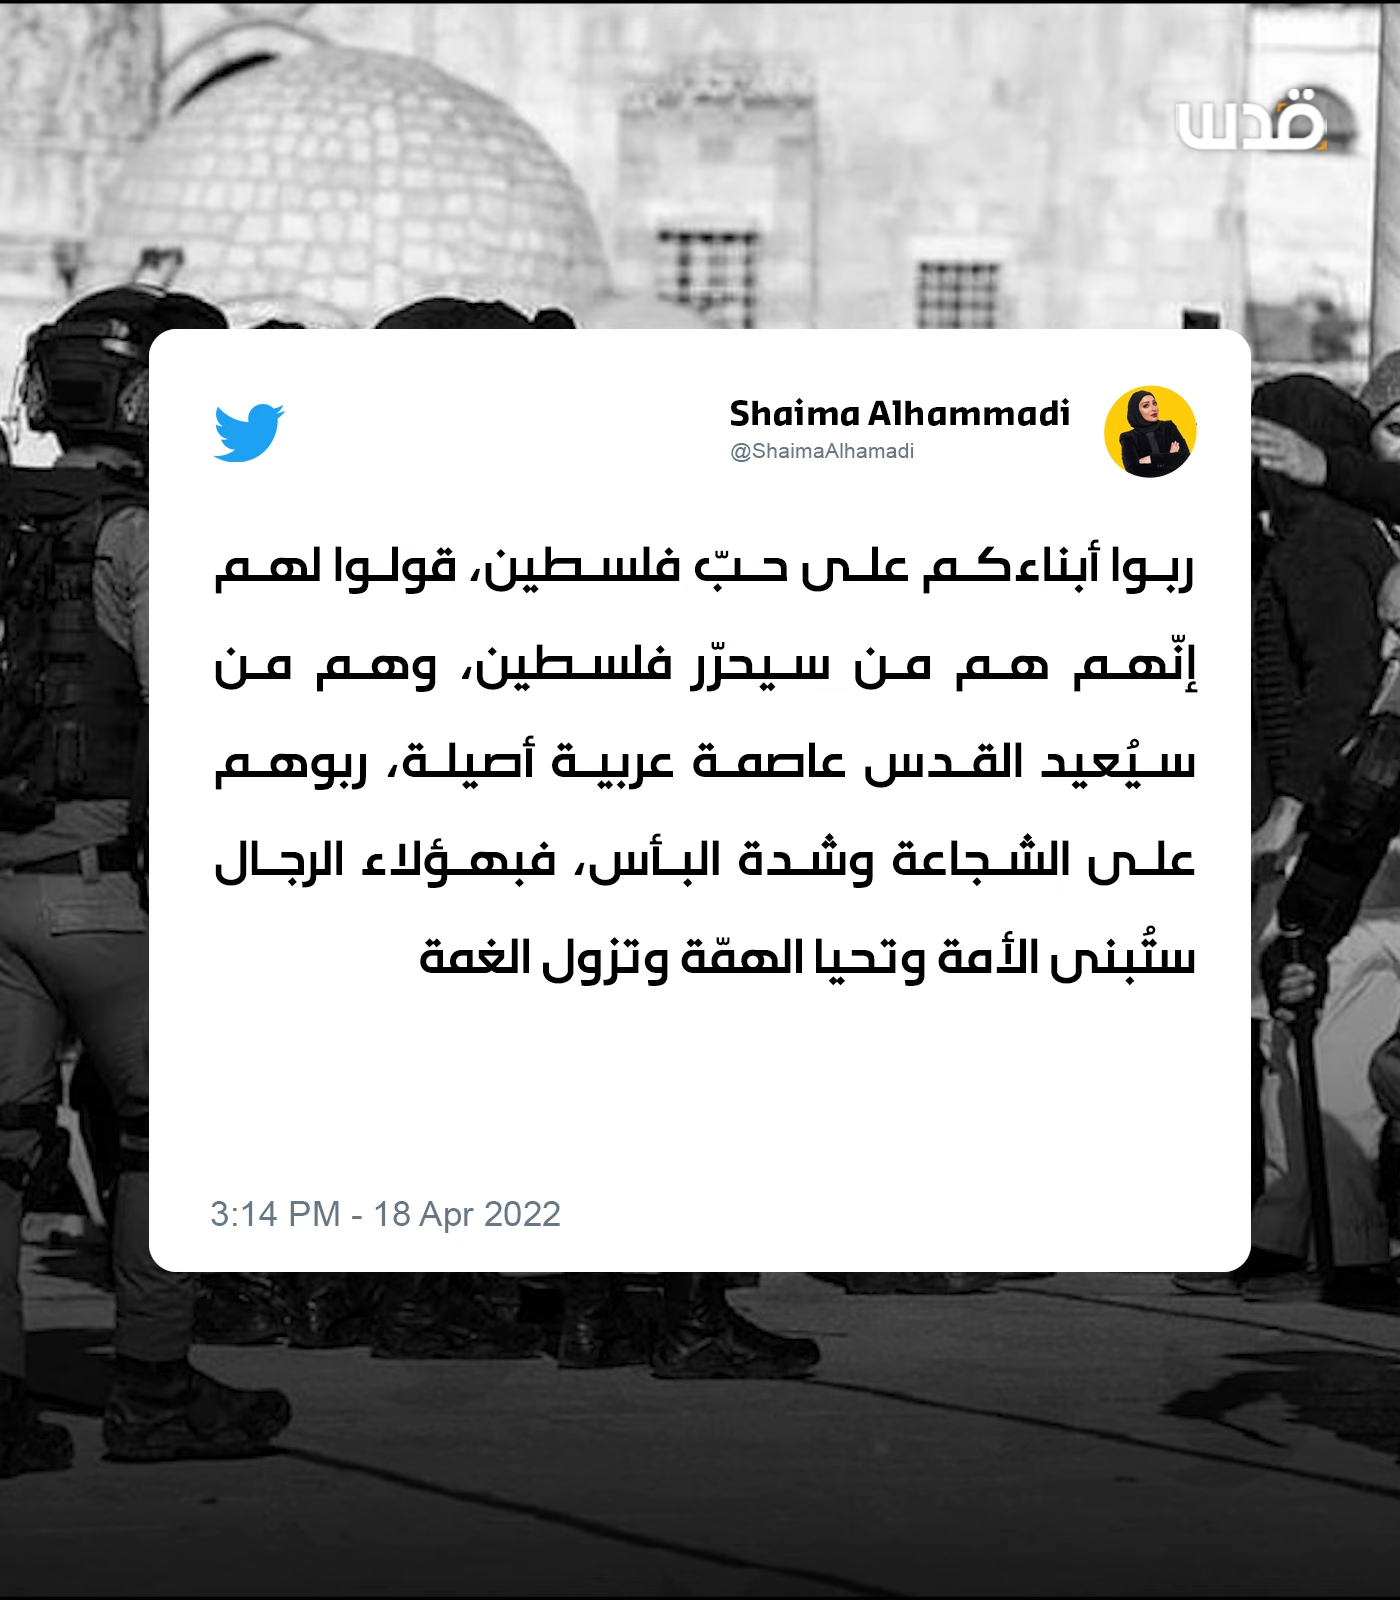 قدس
Shaima Alhammadi
@ShaimaAlhamadi
ربوا أبناءكم على حبّ فلسطين، قولوا لهم
إنّهم هم من سيحرّر فلسطين، وهم من
سيُعيد القدس عاصمة عربية أصيلة، ربوهم
على الشجاعة وشدة البأس، فبهؤلاء الرجال
ستُبنى الأمة وتحيا الهمّة وتزول الغمة
3:14 PM - 18 Apr 2022